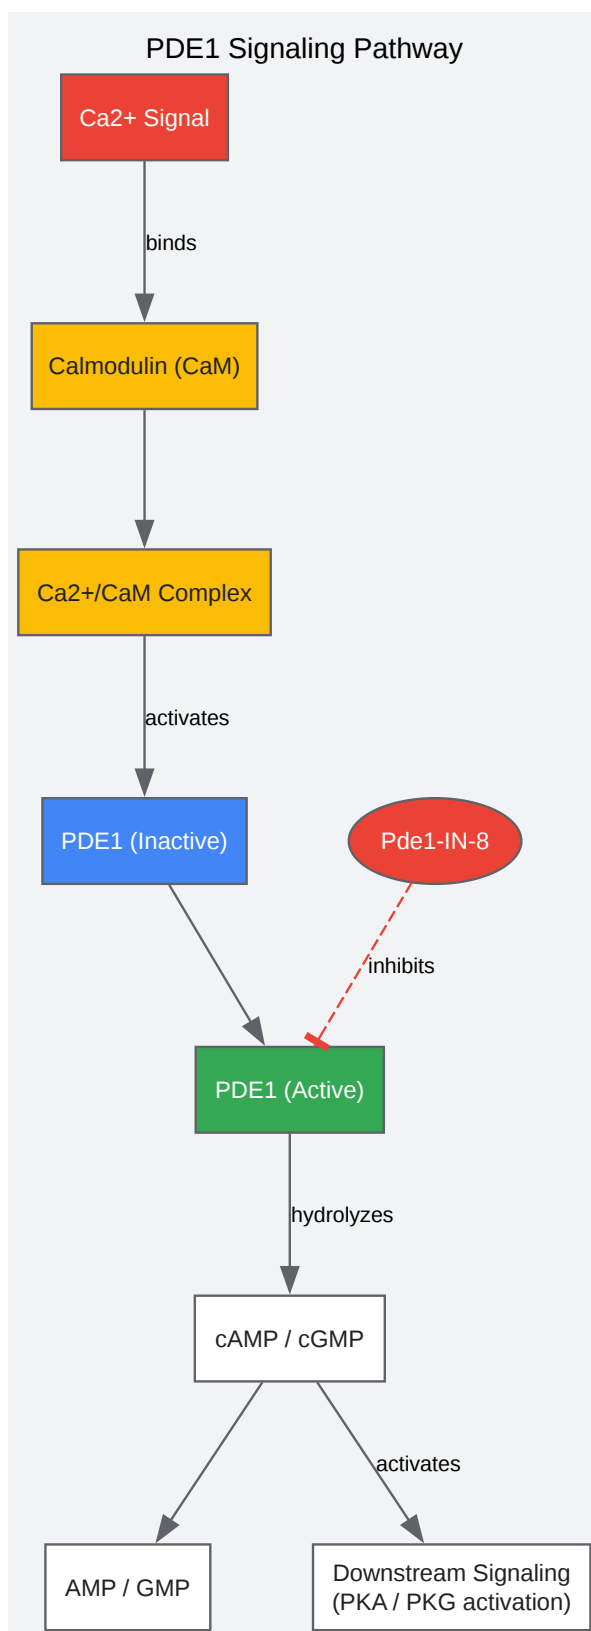 PDE1 Signaling Pathway
Ca2+ Signal
binds
Calmodulin (CaM)
Ca2+/CaM Complex
activates
PDE1 (Inactive)
Pde1-IN-8
inhibits
PDE1 (Active)
hydrolyzes
cAMP / cGMP
activates
AMP / GMP
Downstream Signaling
(PKA / PKG activation)